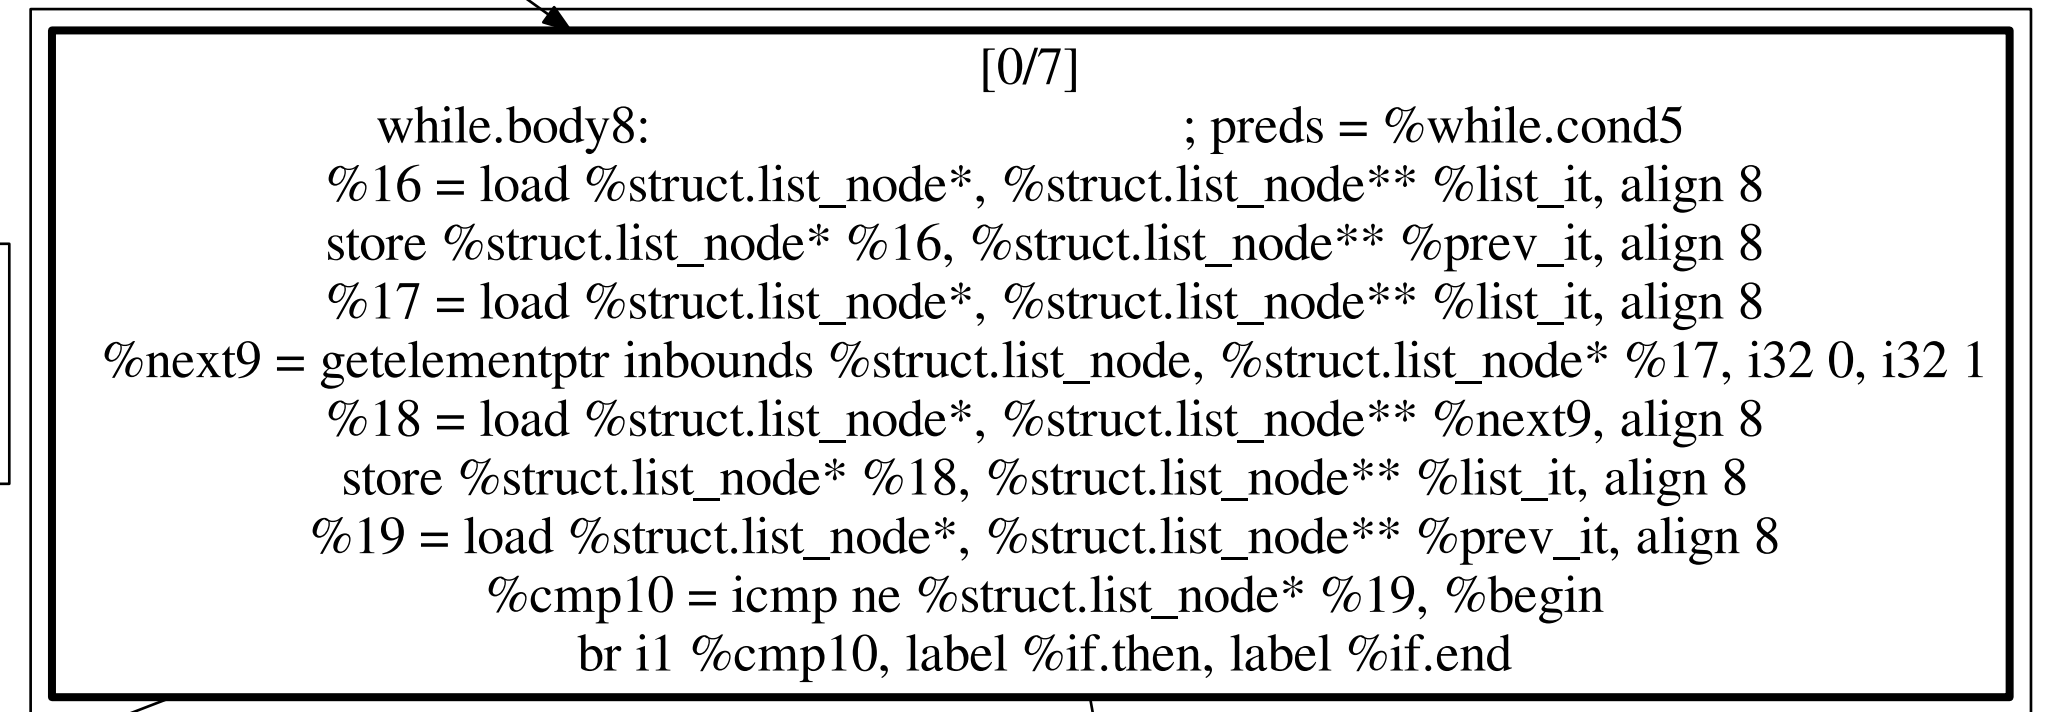 [0/7]
while.body8: ; preds = %while.cond5
%16 = load %struct.list_node*, %struct.list_node** %list_it, align 8
store %struct.list_node* %16, %struct.list_node** %prev_it, align 8
%17 = load %struct.list_node*, %struct.list_node** %list_it, align 8
%next9 = getelementptr inbounds %struct.list_node, %struct.list_node* %17, i32 0, i32 1
%18 = load %struct.list_node*, %struct.list_node** %next9, align 8
store %struct.list_node* %18, %struct.list_node** %list_it, align 8
%19 = load %struct.list_node*, %struct.list_node** %prev_it, align 8
%cmp10 = icmp ne %struct.list_node* %19, %begin
br i1 %cmp10, label %if.then, label %if.end